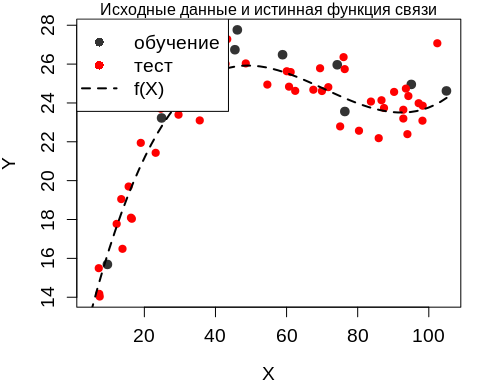 Исходные данные и истинная функция связи
обучение
тест
f(X)
Y
28
26
24
22
20
18
16
14
20 40 60 80 100
X